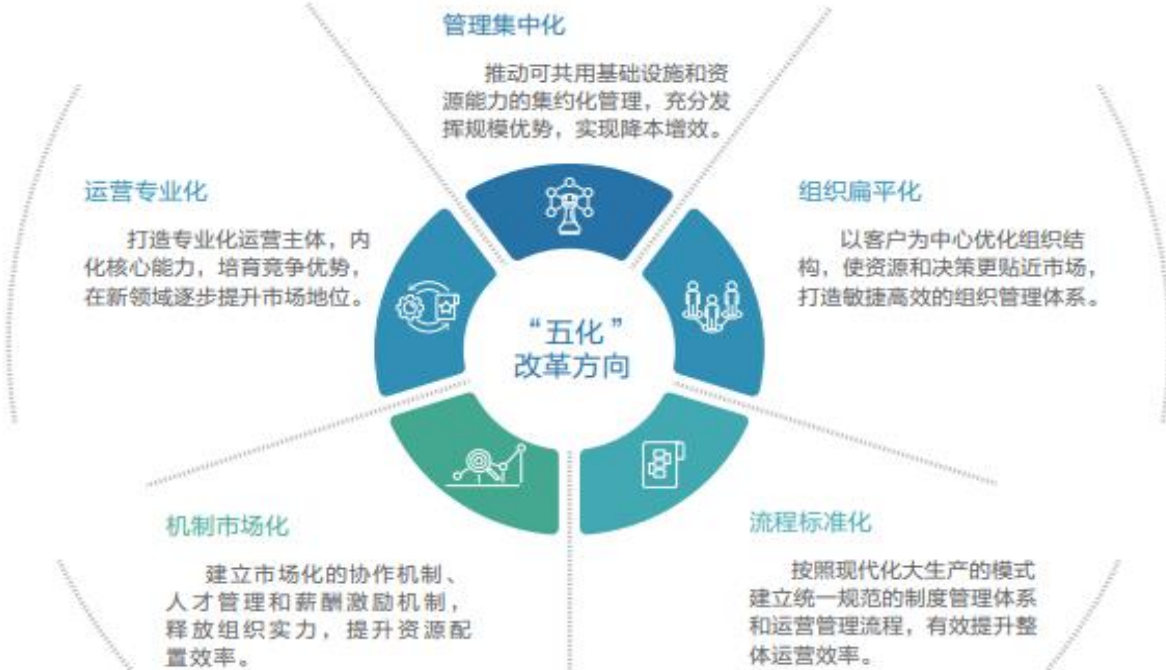 管理集中化
推动可共用基础设施和资
源能力的集约化管理，充分发
挥规模优势，实现降本增效。
运营专业化
打造专业化运营主体，内
化核心能力，培育竞争优势，
在新领域逐步提升市场地位。
组织扁平化
以客户为中心优化组织结
构，使资源和决策更贴近市场，
打造敏捷高效的组织管理体系。
“五化”
改革方向
机制市场化
建立市场化的协作机制、
人才管理和薪酬激励机制，
释放组织实力，提升资源配
置效率。
流程标准化
按照现代化大生产的模式
建立统一规范的制度管理体系
和运营管理流程，有效提升整
体运营效率。